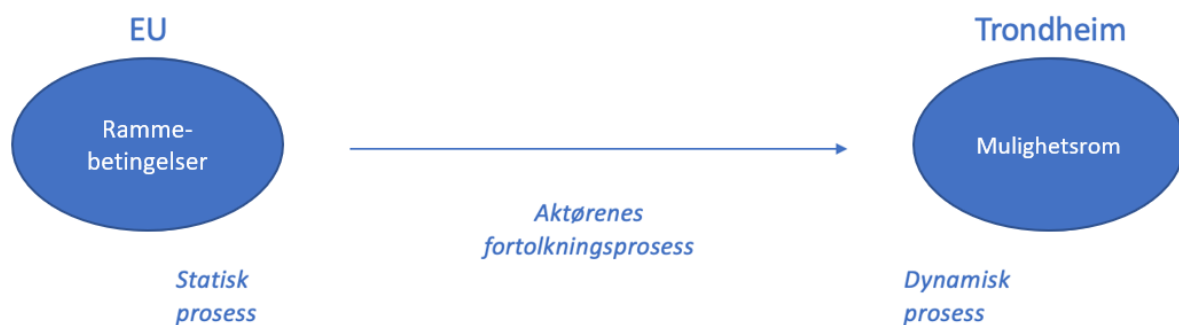 EU
Trondheim
Ramme-
betingelser
Mulighetsrom
Aktørenes
fortolkningsprosess
Statisk
prosess
Dynamisk
prosess